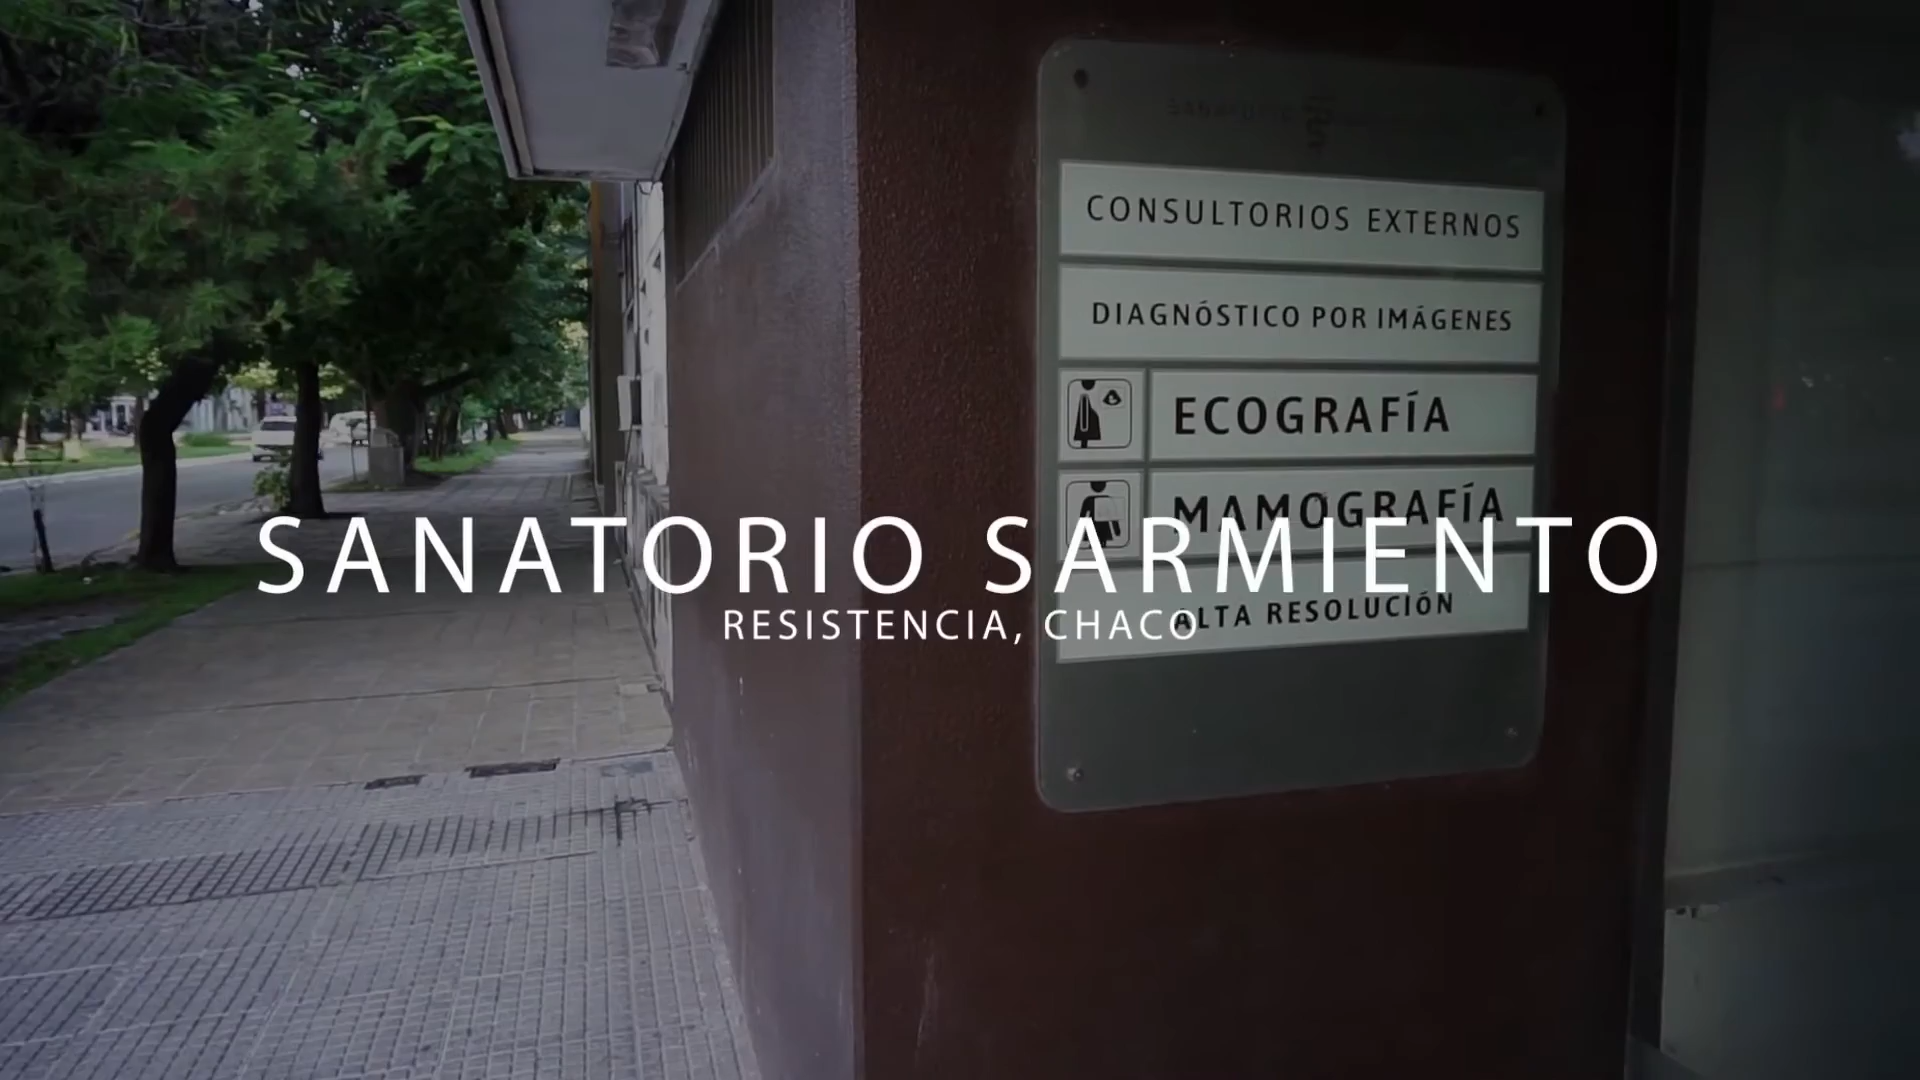 CONSULTORIOS EXTERNOS
DIAGNÓSTICO POR IMÁGENES
ECOGRAFÍA
MAMOGRAFÍA
ALTA RESOLUCIÓN
SANATORIO SARMIENTO
RESISTENCIA, CHACO